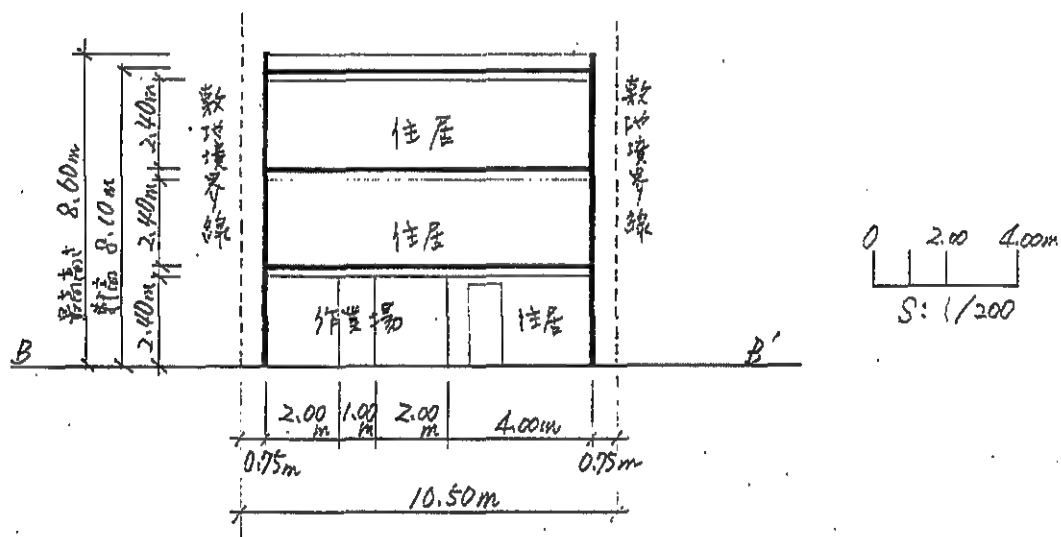 最高高さ 8.60m
軒高 8.10m
2.40m
2.40m
2.40m
敷地境界線
敷地境界線
住居
住居
作業場
住居
B
B'
2.00m
1.00m
2.00m
4.00m
0.75m
0.75m
10.50m
0 2.00 4.00m
S: 1/200